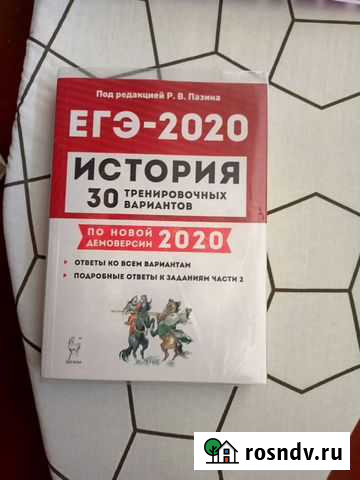 Под редакцией Р. В. Пазина
ЕГЭ-2020
ИСТОРИЯ
30 ТРЕНИРОВОЧНЫХ
ВАРИАНТОВ
ПО НОВОЙ
ДЕМОВЕРСИИ 2020
ОТВЕТЫ КО ВСЕМ ВАРИАНТАМ
ПОДРОБНЫЕ ОТВЕТЫ К ЗАДАНИЯМ ЧАСТИ 2
rosndv.ru